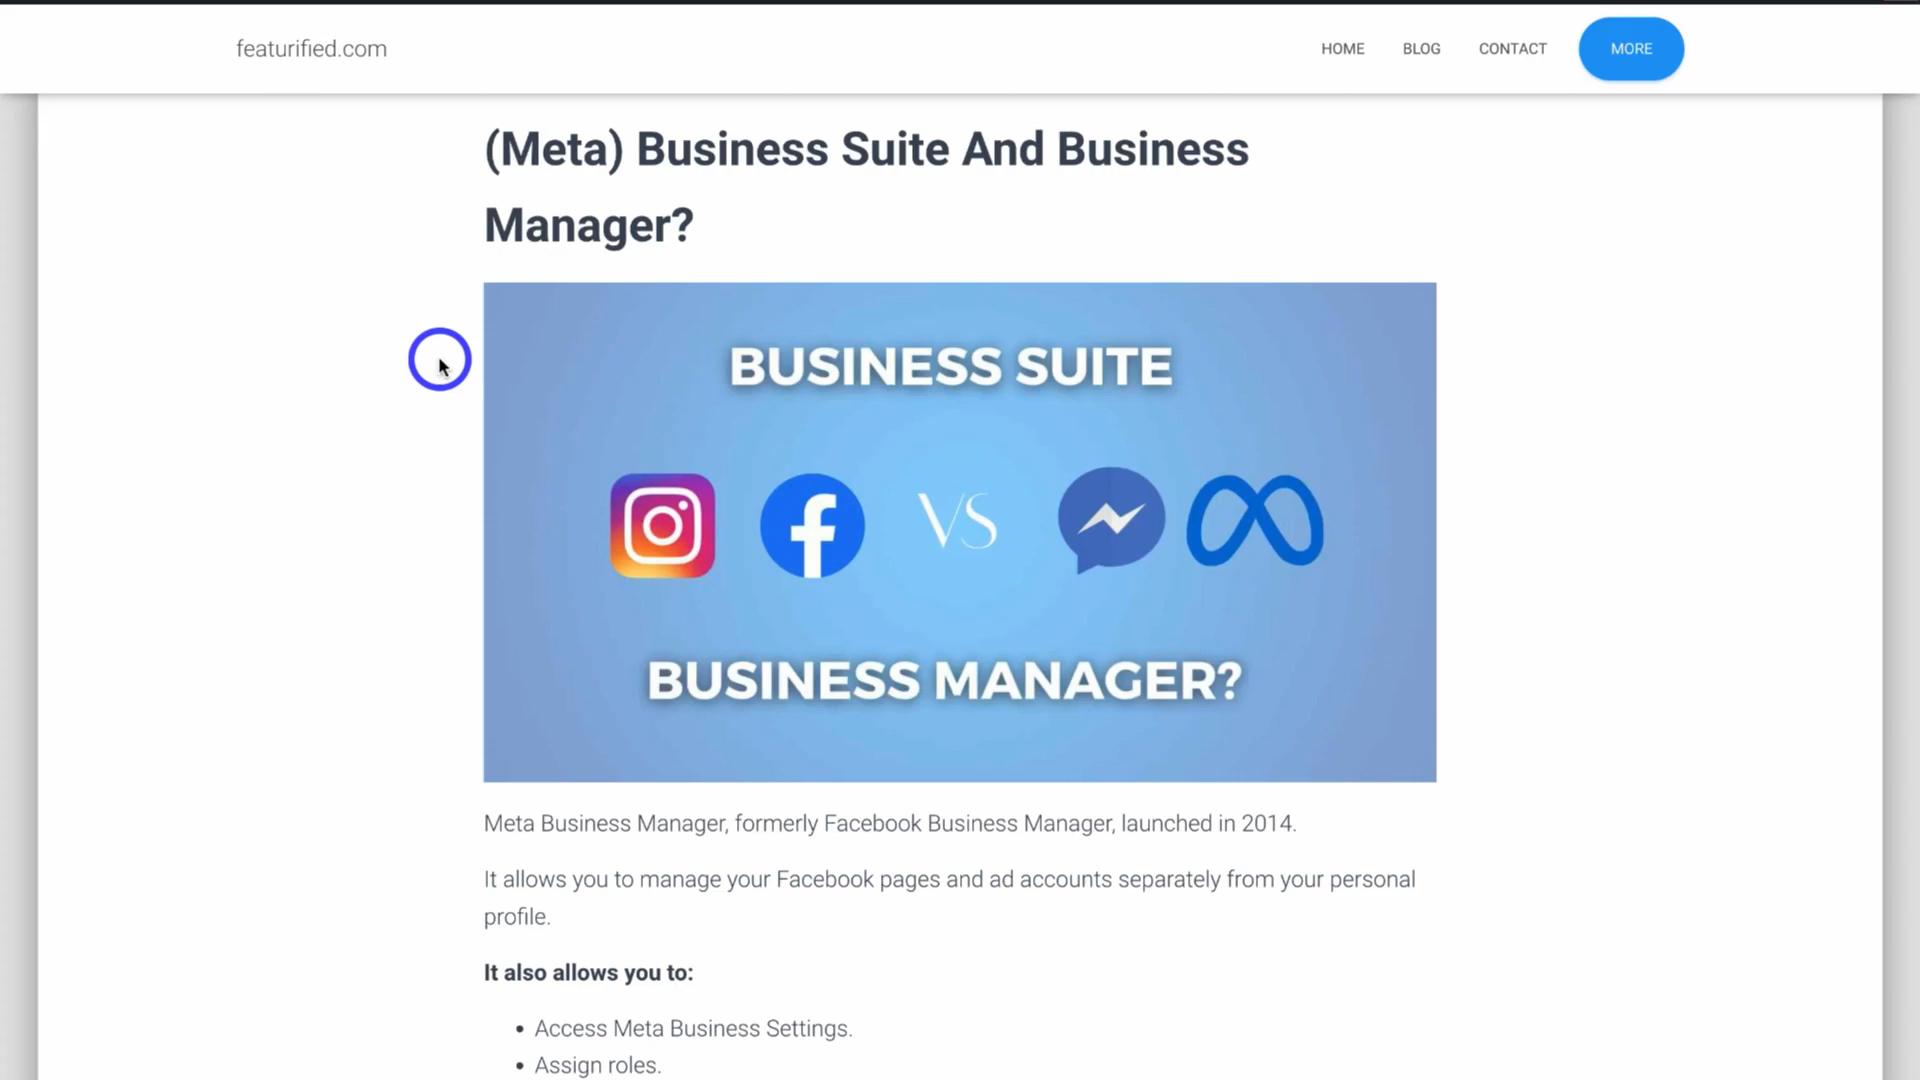 featurified.com
HOME BLOG CONTACT MORE
(Meta) Business Suite And Business
Manager?
BUSINESS SUITE
VS
BUSINESS MANAGER?
Meta Business Manager, formerly Facebook Business Manager, launched in 2014.
It allows you to manage your Facebook pages and ad accounts separately from your personal
profile.
It also allows you to:
• Access Meta Business Settings.
• Assign roles.